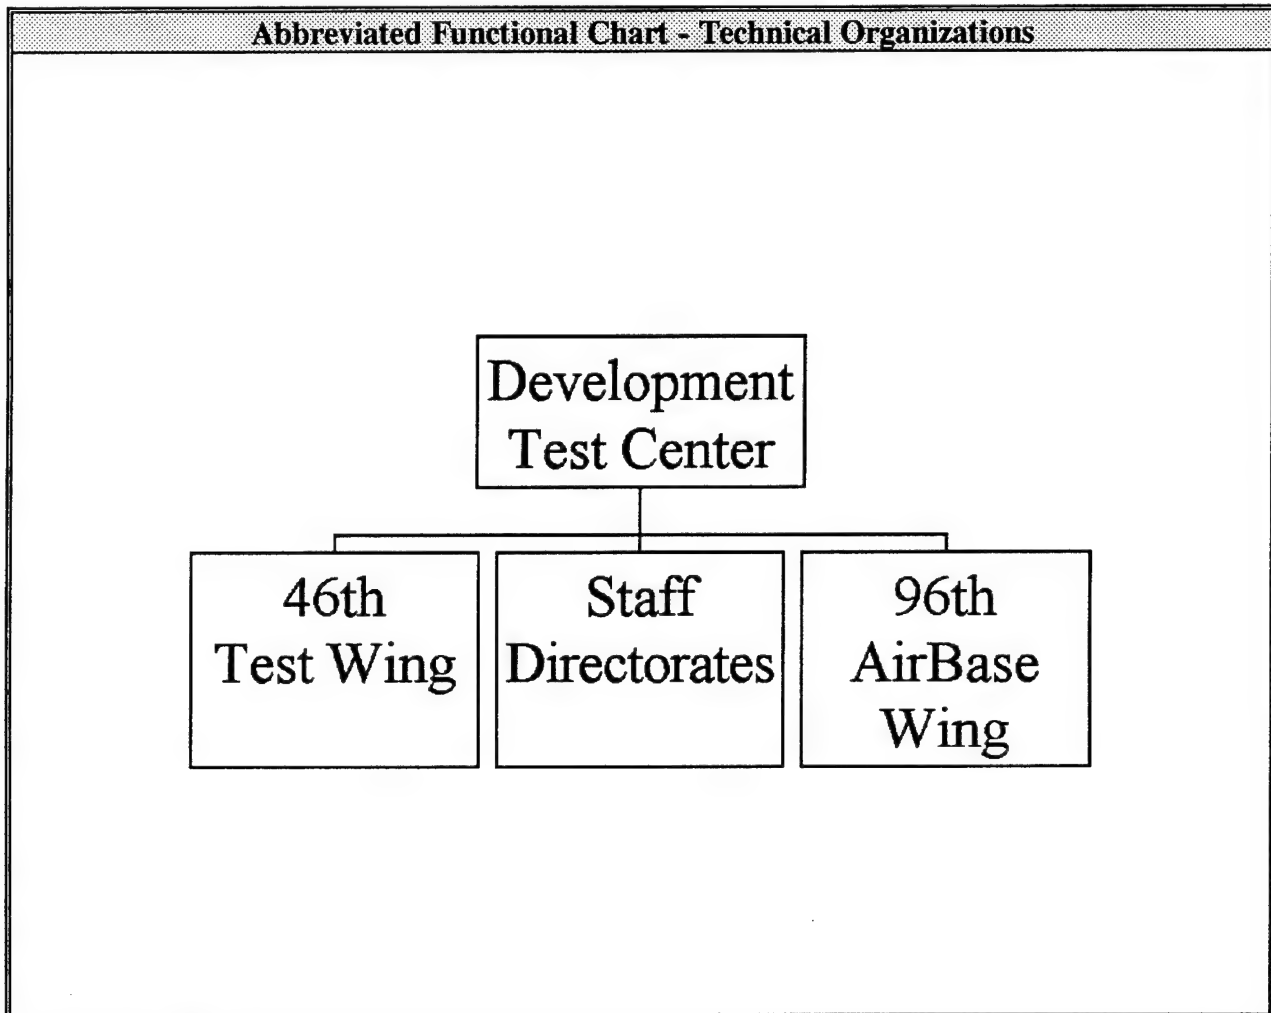 Abbreviated Functional Chart - Technical Organizations
Development
Test Center
46th
Test Wing
Staff
Directorates
96th
AirBase
Wing